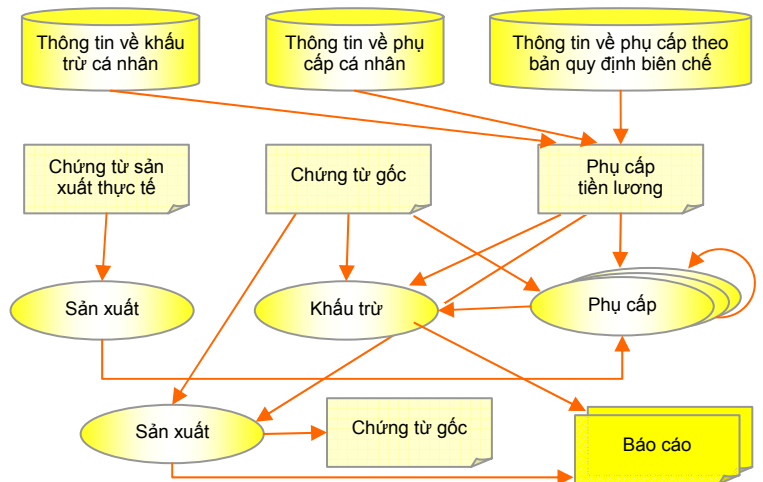 Thông tin về khấu
trừ cá nhân
Thông tin về phụ
cấp cá nhân
Thông tin về phụ cấp theo
bản quy định biên chế
Chứng từ sản
xuất thực tế
Chứng từ gốc
Phụ cấp
tiền lương
Sản xuất
Khấu trừ
Phụ cấp
Sản xuất
Chứng từ gốc
Báo cáo